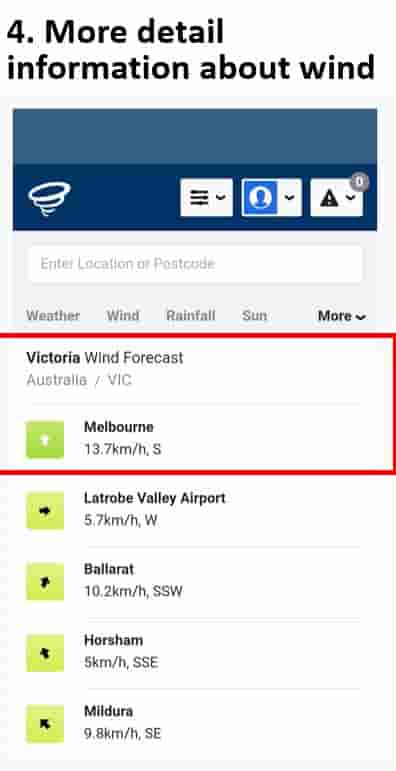 4. More detail
information about wind
0
Enter Location or Postcode
Weather Wind Rainfall Sun More
Victoria Wind Forecast
Australia / VIC
Melbourne
13.7km/h, S
Latrobe Valley Airport
5.7km/h, W
Ballarat
10.2km/h, SSW
Horsham
5km/h, SSE
Mildura
9.8km/h, SE